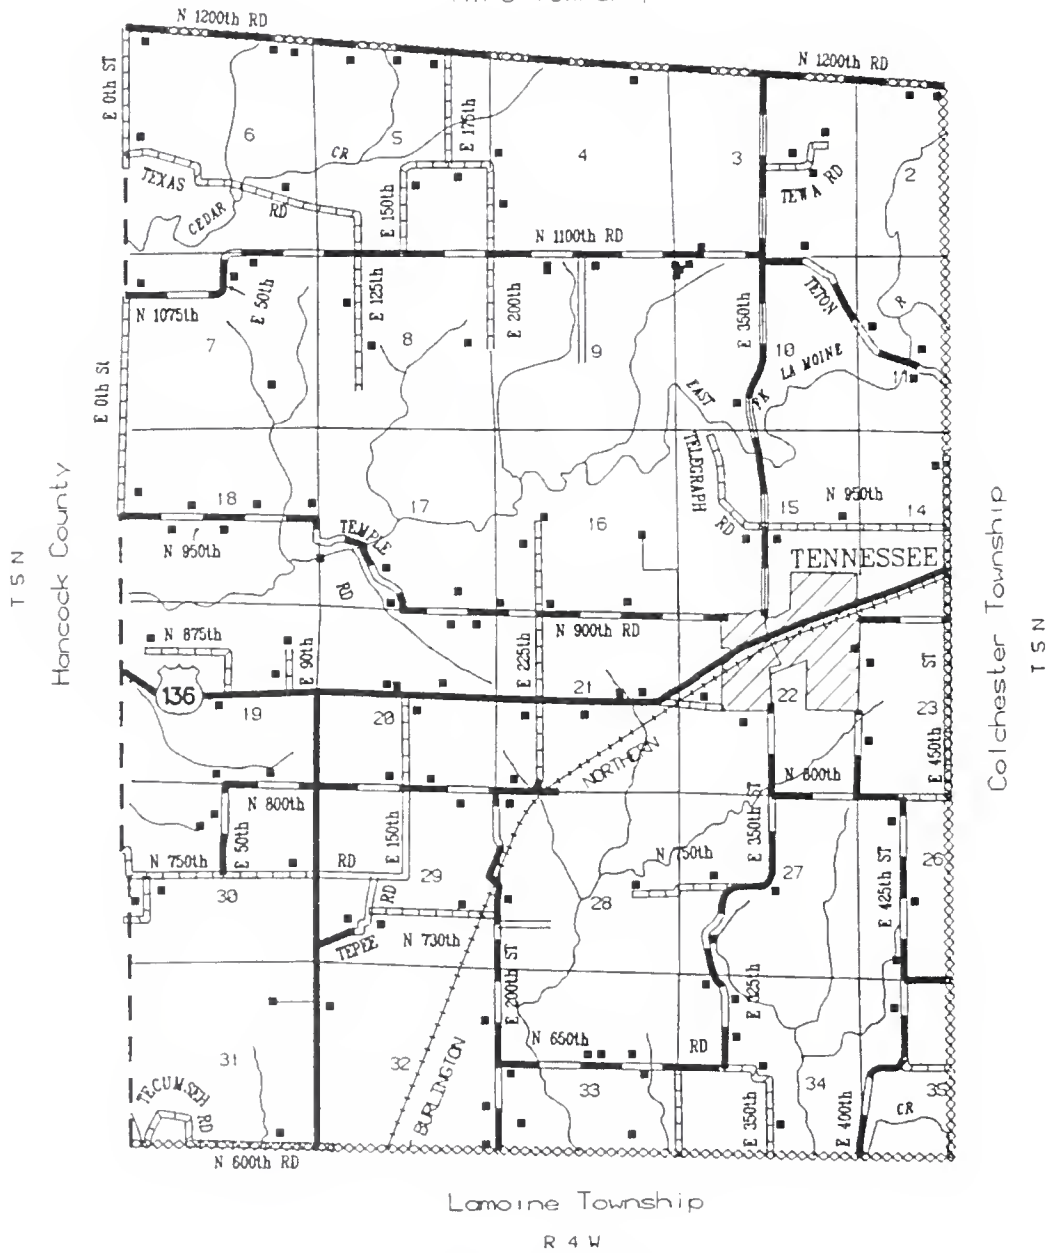 N 1200th RD
N 1200th RD
E 0th ST
6
5
E 175th
4
3
2
CR
TEXAS
RD
CEDAR
E 150th
TEWA RD
N 1100th RD
E 50th
N 1075th
E 125th
E 200th
E 350th
TETON
R
7
8
9
10
LA MOINE
11
E 0th St
EAST
FK
TELEGRAPH
RD
18
17
16
15
N 950th
14
N 950th
TEMPLE
RD
TENNESSEE
Hancock County
T 5 N
Colchester Township
T 5 N
N 875th
E 90th
E 225th
N 900th RD
136
19
20
21
22
ST
23
E 450th
NORTHERN
N 800th
N 800th
E 50th
E 150th
E 350th ST
N 750th
RD
N 750th
30
29
28
27
E 425th ST
26
RD
TEPEE
N 730th
E 200th ST
E 325th
N 650th
RD
31
32
BURLINGTON
33
34
35
TECUMSEH
RD
E 350th
E 400th
CR
N 600th RD
Lamoine Township
R 4 W